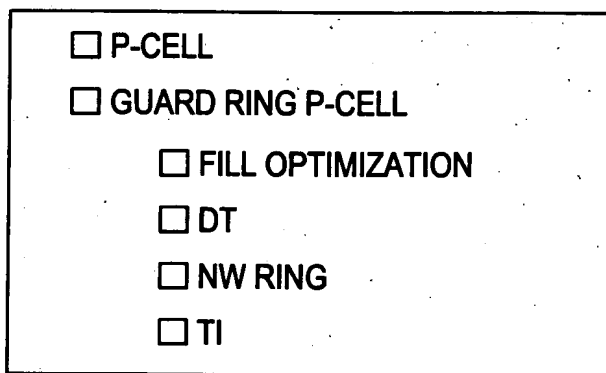 ☐ P-CELL
☐ GUARD RING P-CELL
☐ FILL OPTIMIZATION
☐ DT
☐ NW RING
☐ TI